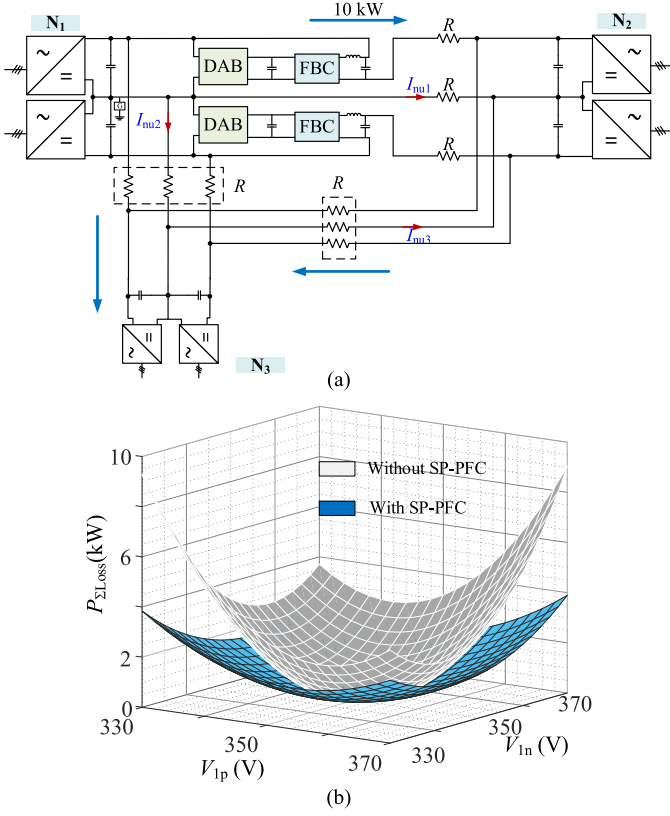 N1 10 kW R N2
DAB FBC
Inu1 R
Inu2 DAB FBC
R
R R
Inu3
N3
(a)
10
Without SP-PFC
With SP-PFC
6
PΣLoss(kW)
2
0
330 350 370 330 350 370
V1p (V) V1n (V)
(b)